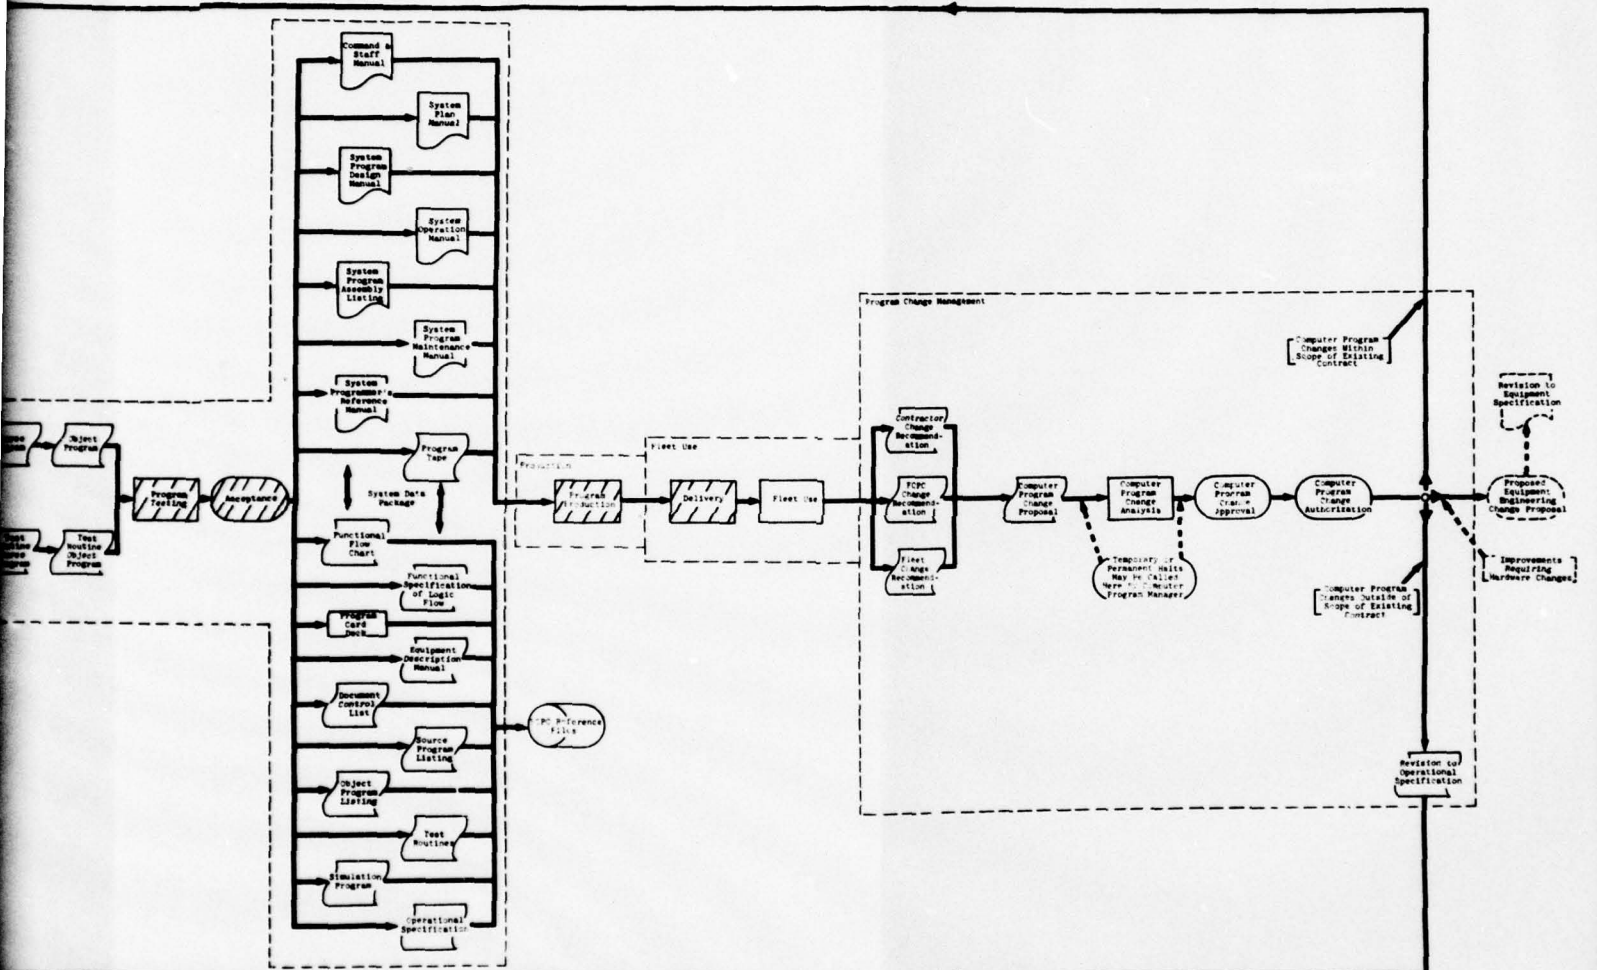 Command &
Staff
Manual
System
Plan
Manual
System
Program
Design
Manual
System
Operation
Manual
System
Program
Assembly
Listing
System
Program
Maintenance
Manual
System
Programmer's
Reference
Manual
Program
Tape
System Data
Package
Object
Program
Test
Routine
Object
Program
Program
Testing
Acceptance
Functional
Flow
Chart
Functional
Specification
of Logic
Flow
Program
Card
Deck
Equipment
Description
Manual
Document
Control
List
Source
Program
Listing
Object
Program
Listing
Test
Routines
Simulation
Program
Operational
Specification
Reference
Files
Production
Program
Production
Fleet Use
Delivery
Fleet Use
Program Change Management
Contractor
Change
Recommend-
ation
FCPC
Change
Recommend-
ation
Fleet
Change
Recommend-
ation
Computer
Program
Change
Proposal
Computer
Program
Change
Analysis
Temporary or
Permanent Halts
May Be Called
Here By Computer
Program Manager
Computer
Program
Change
Approval
Computer
Program
Change
Authorization
Computer Program
Changes Within
Scope of Existing
Contract
Computer Program
Changes Outside of
Scope of Existing
Contract
Revision to
Equipment
Specification
Proposed
Equipment
Engineering
Change Proposal
Improvements
Requiring
Hardware Changes
Revision to
Operational
Specification